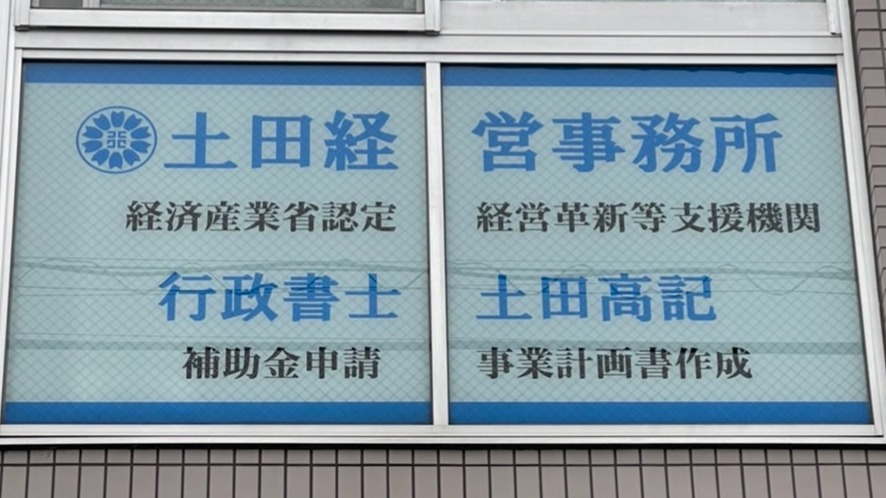 土田経営事務所
経済産業省認定 経営革新等支援機関
行政書士 土田高記
補助金申請 事業計画書作成